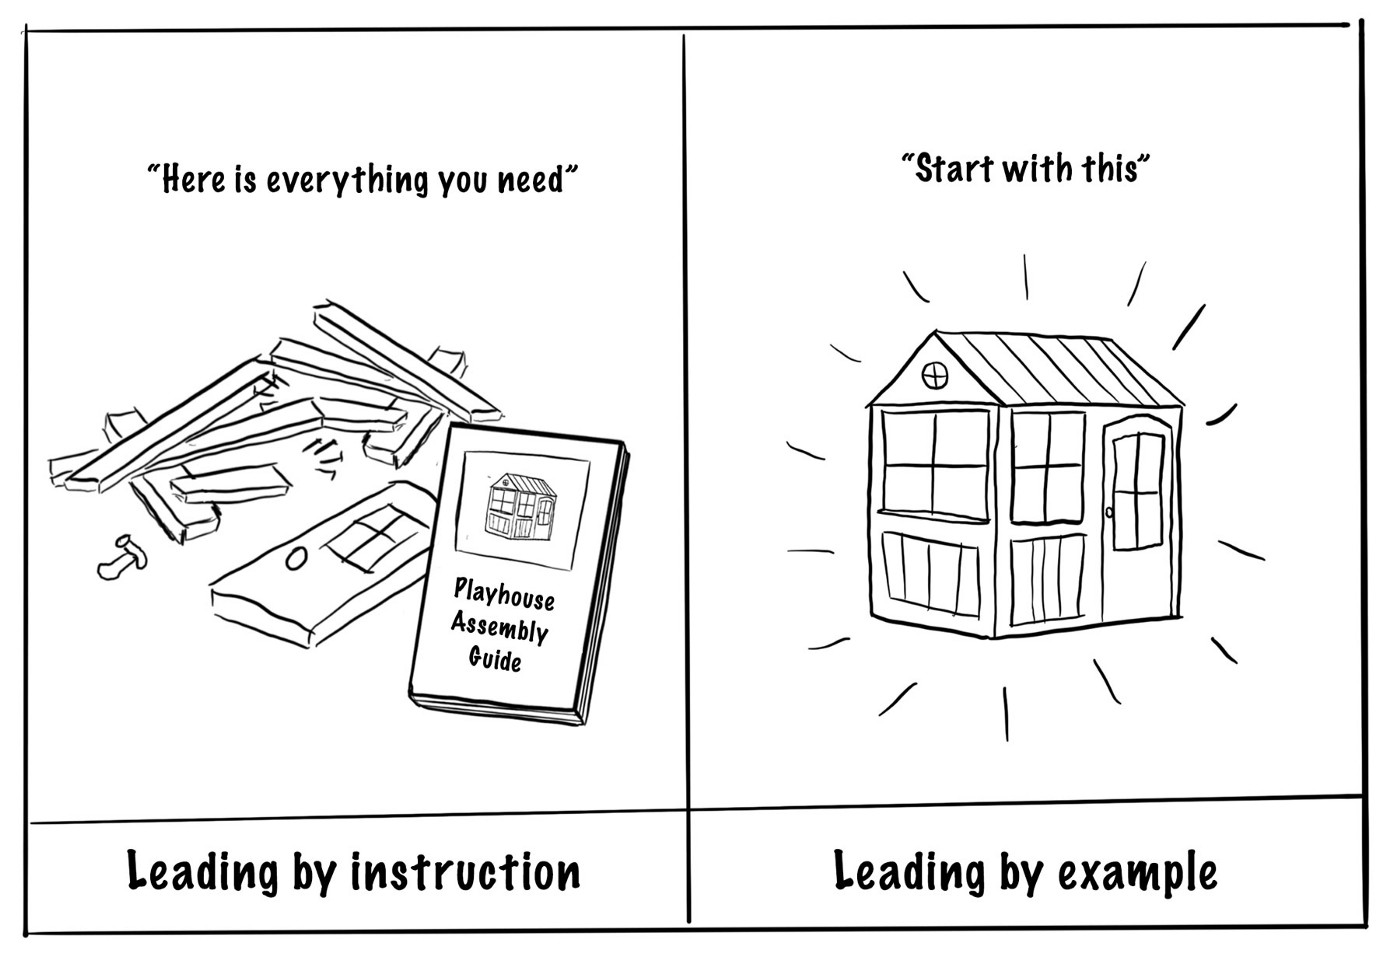 “Here is everything you need”
“Start with this”
Playhouse
Assembly
Guide
Leading by instruction
Leading by example